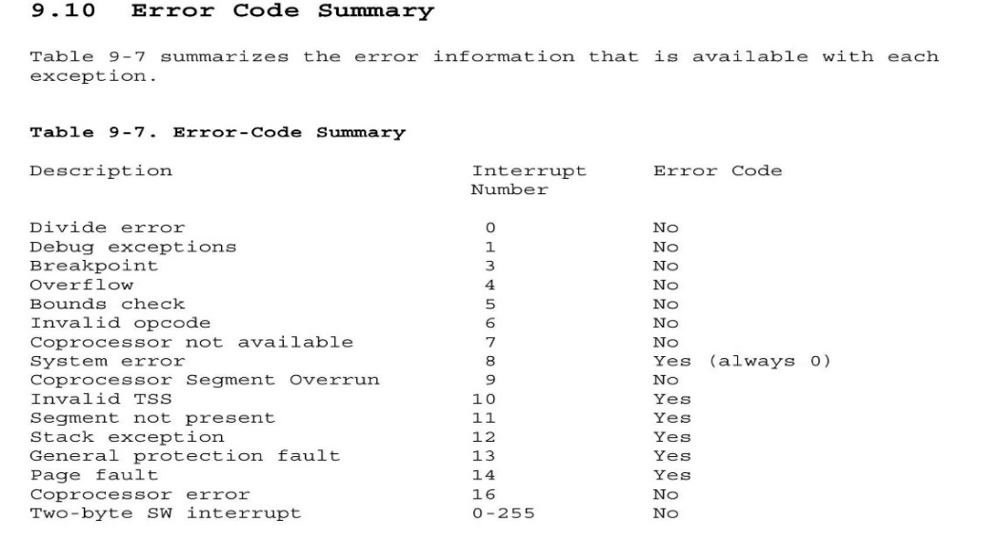 9.10 Error Code Summary
Table 9-7 summarizes the error information that is available with each
exception.
Table 9-7. Error-Code Summary
Description Interrupt Error Code
Number
Divide error 0 No
Debug exceptions 1 No
Breakpoint 3 No
Overflow 4 No
Bounds check 5 No
Invalid opcode 6 No
Coprocessor not available 7 No
System error 8 Yes (always 0)
Coprocessor Segment Overrun 9 No
Invalid TSS 10 Yes
Segment not present 11 Yes
Stack exception 12 Yes
General protection fault 13 Yes
Page fault 14 Yes
Coprocessor error 16 No
Two-byte SW interrupt 0-255 No